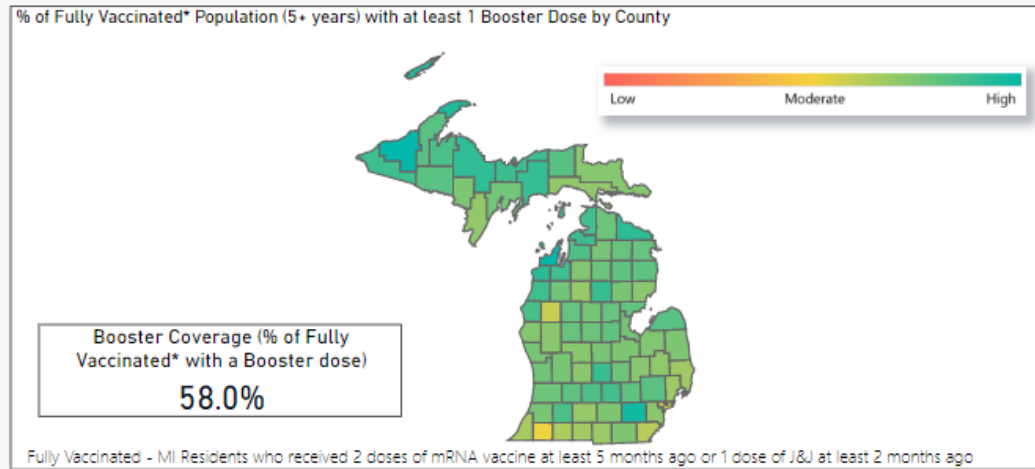 % of Fully Vaccinated* Population (5+ years) with at least 1 Booster Dose by County
Low Moderate High
Booster Coverage (% of Fully
Vaccinated* with a Booster dose)
58.0%
Fully Vaccinated - MI Residents who received 2 doses of mRNA vaccine at least 5 months ago or 1 dose of J&J at least 2 months ago